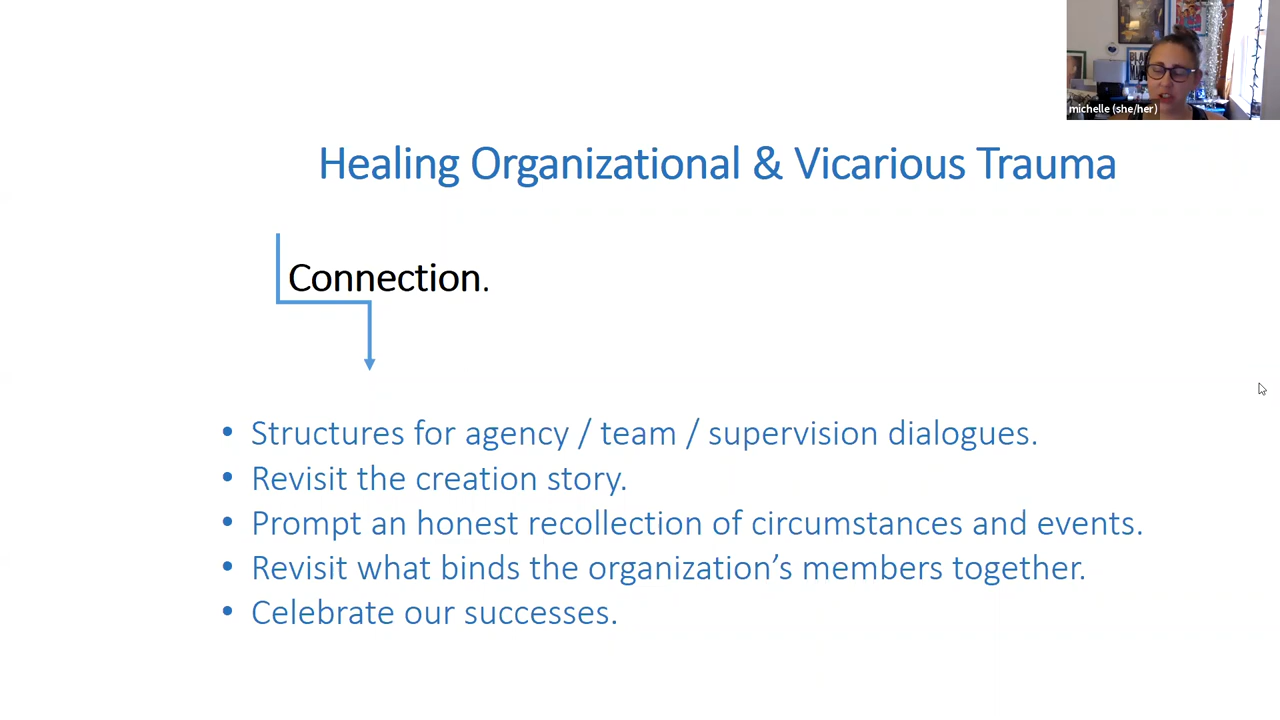 michelle (she/her)
Healing Organizational & Vicarious Trauma
Connection.
• Structures for agency / team / supervision dialogues.
• Revisit the creation story.
• Prompt an honest recollection of circumstances and events.
• Revisit what binds the organization’s members together.
• Celebrate our successes.